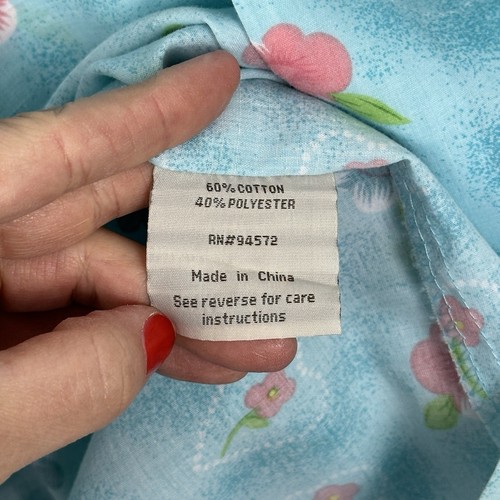 60% COTTON
40% POLYESTER
RN#94572
Made in China
See reverse for care
instructions